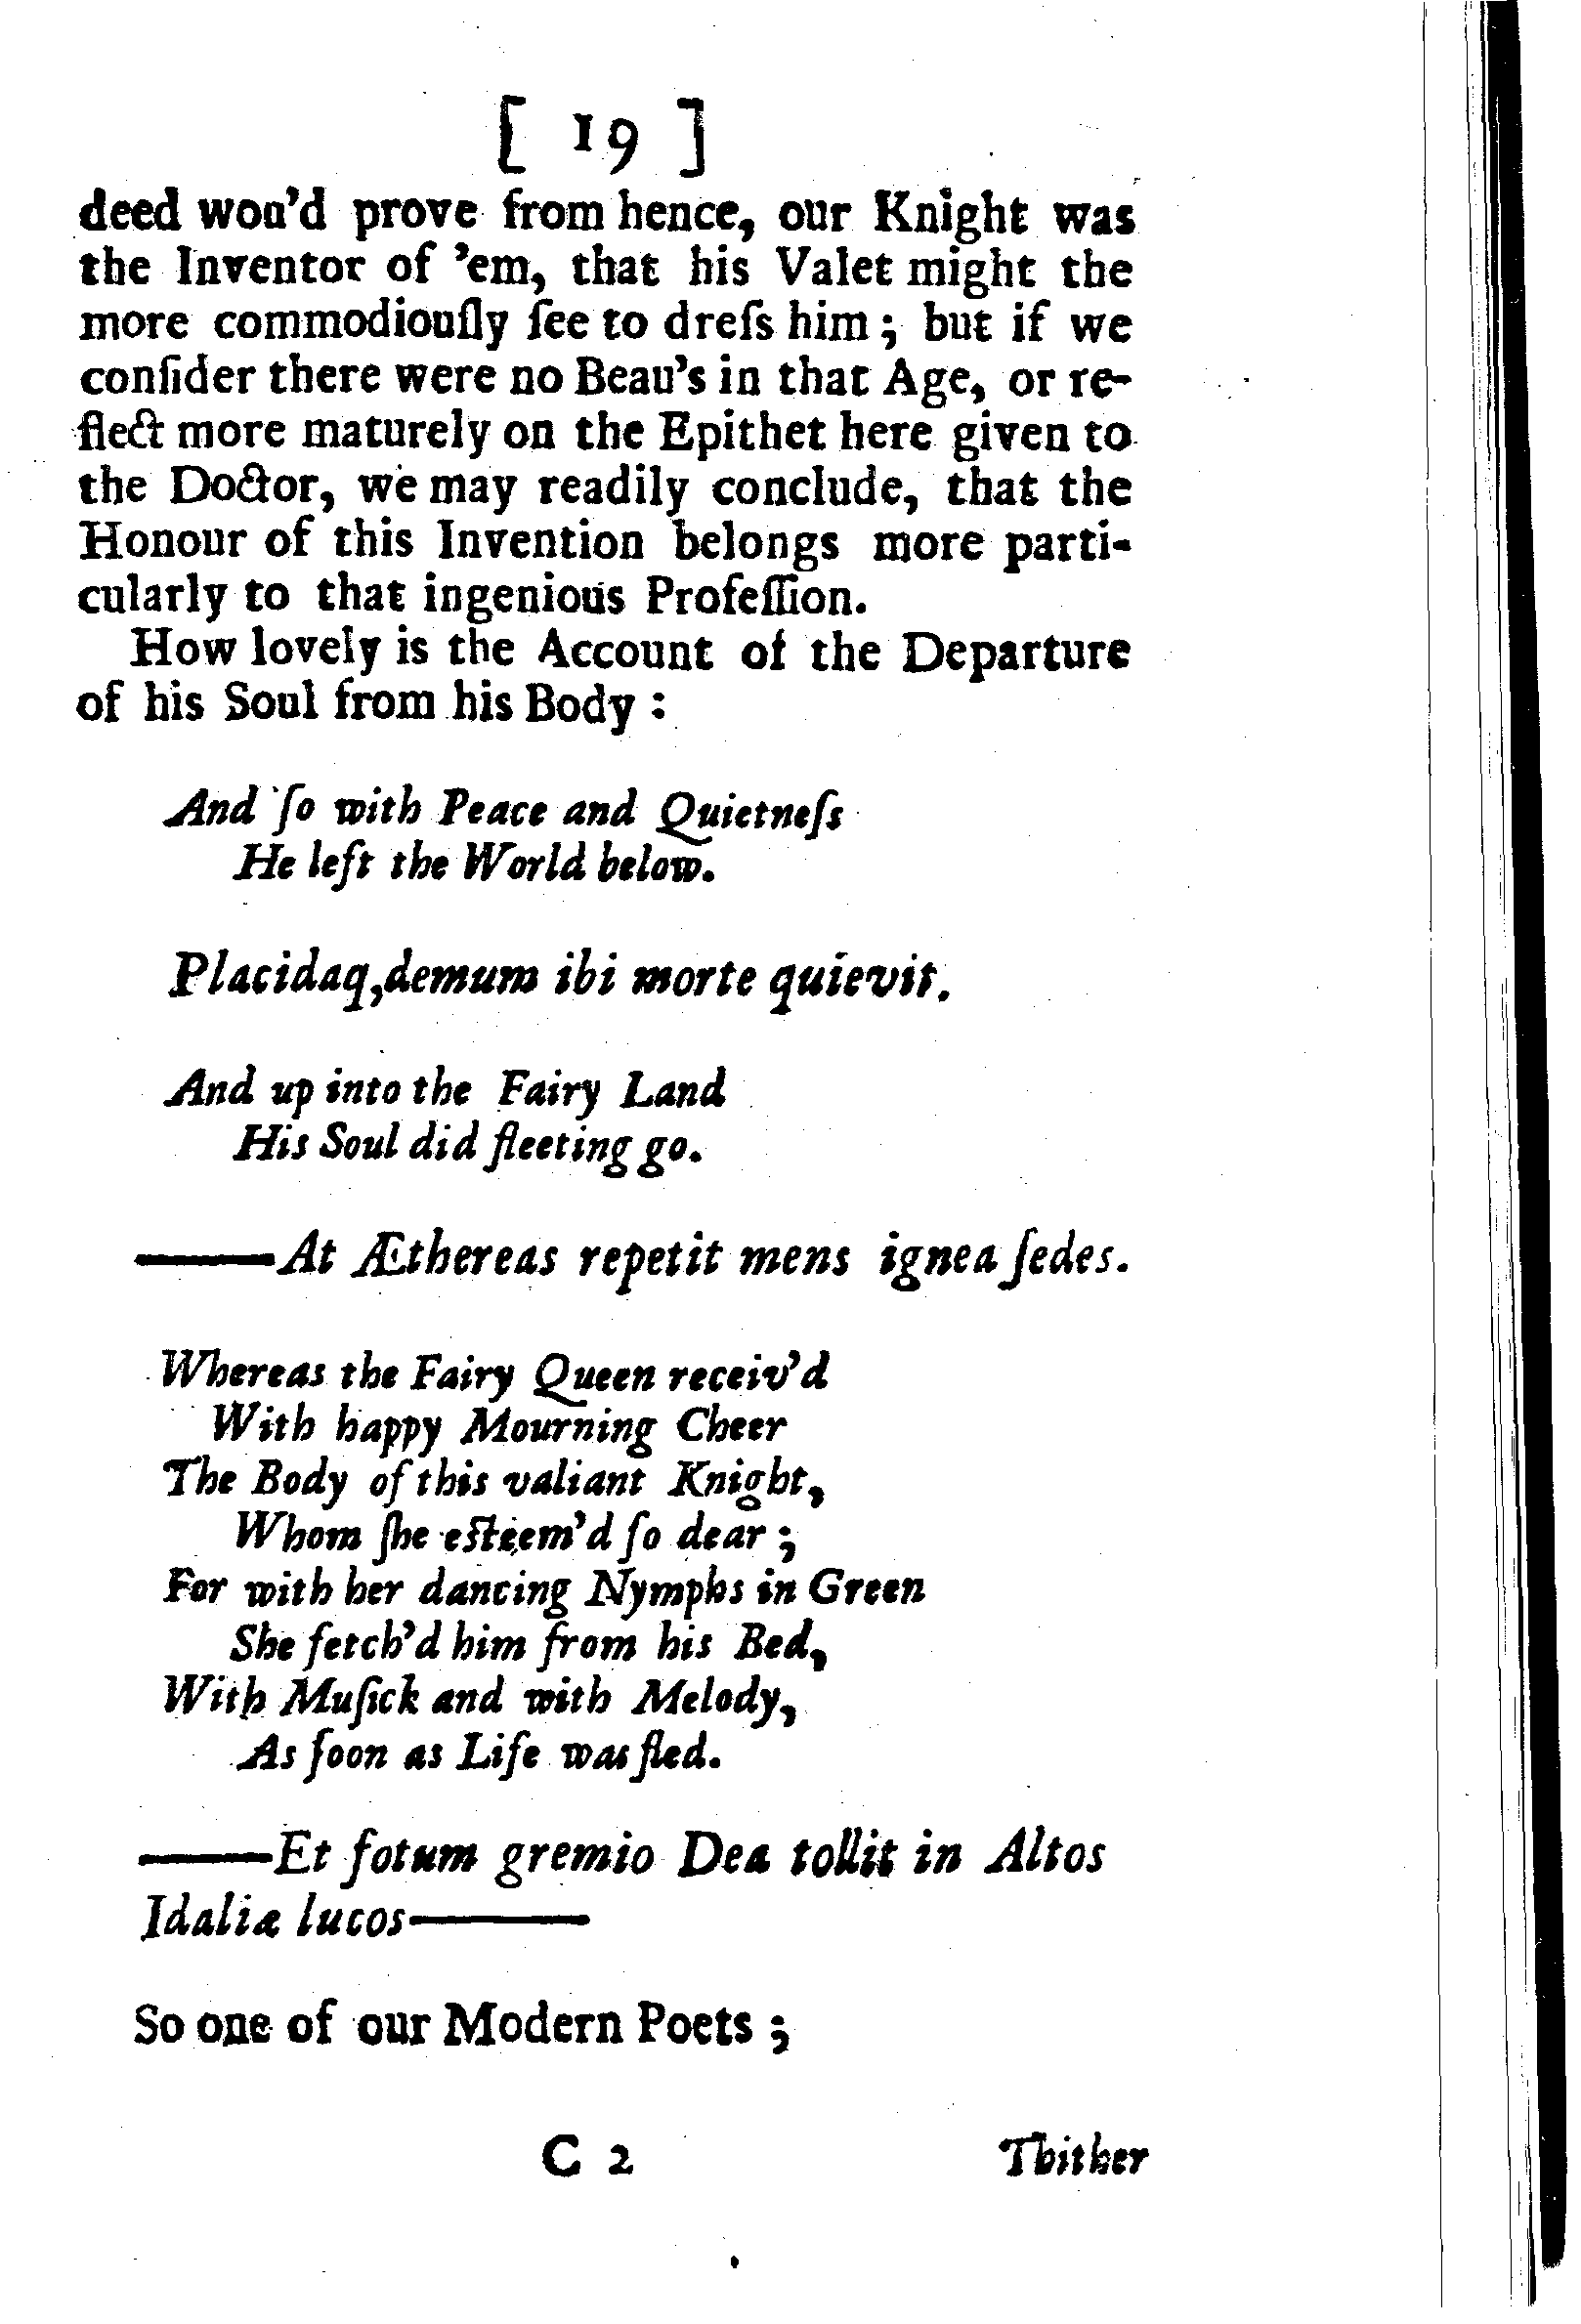 [ 19 ]
deed wou'd prove from hence, our Knight was
the Inventor of 'em, that his Valet might the
more commodiouſly ſee to dreſs him; but if we
conſider there were no Beau's in that Age, or re-
flect more maturely on the Epithet here given to
the Doctor, we may readily conclude, that the
Honour of this Invention belongs more parti-
cularly to that ingenious Profeſſion.
How lovely is the Account of the Departure
of his Soul from his Body:
And ſo with Peace and Quietneſs
He left the World below.
Placidaq, demum ibi morte quievit.
And up into the Fairy Land
His Soul did fleeting go.
——At Æthereas repetit mens ignea ſedes.
Whereas the Fairy Queen receiv'd
With happy Mourning Cheer
The Body of this valiant Knight,
Whom ſhe eſteem'd ſo dear;
For with her dancing Nymphs in Green
She fetch'd him from his Bed,
With Muſick and with Melody,
As ſoon as Life was fled.
——Et fotum gremio Dea tollit in Altos
Idaliæ lucos——
So one of our Modern Poets;
C 2 Thither